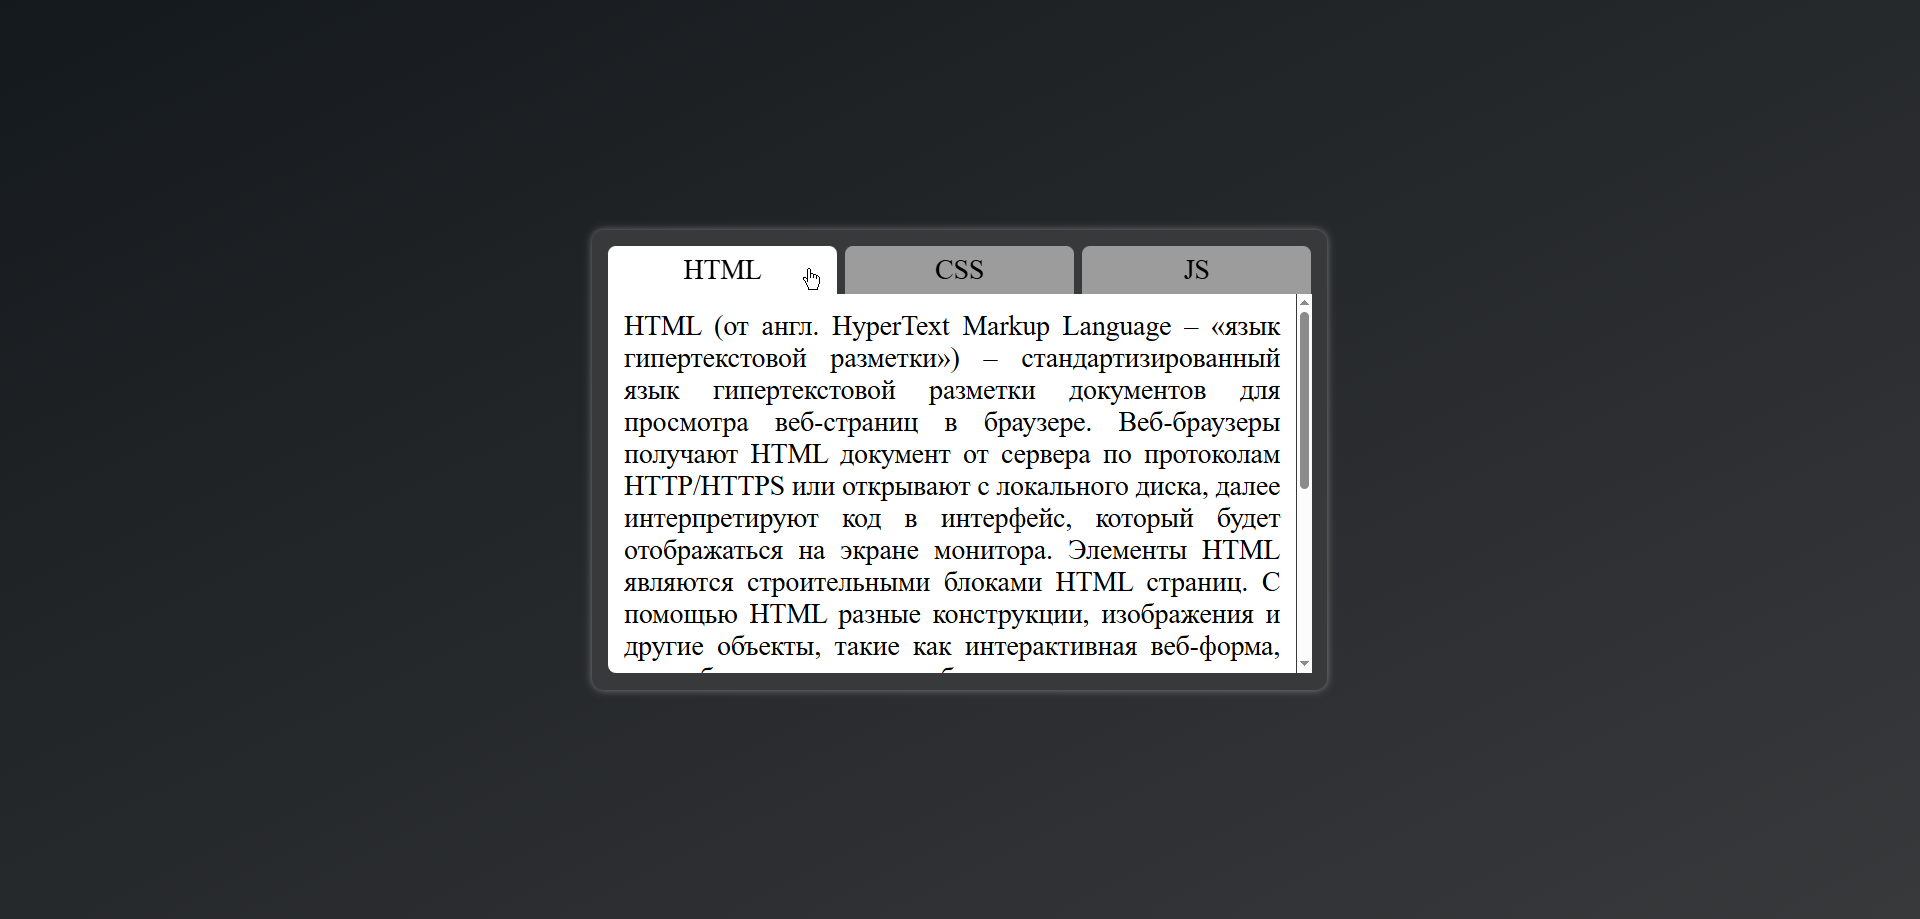 HTML
CSS
JS
HTML (от англ. HyperText Markup Language – «язык
гипертекстовой разметки») – стандартизированный
язык гипертекстовой разметки документов для
просмотра веб-страниц в браузере. Веб-браузеры
получают HTML документ от сервера по протоколам
HTTP/HTTPS или открывают с локального диска, далее
интерпретируют код в интерфейс, который будет
отображаться на экране монитора. Элементы HTML
являются строительными блоками HTML страниц. С
помощью HTML разные конструкции, изображения и
другие объекты, такие как интерактивная веб-форма,